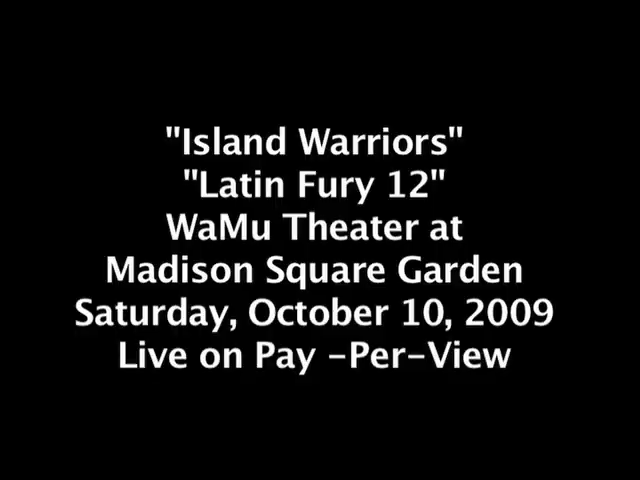 "Island Warriors"
"Latin Fury 12"
WaMu Theater at
Madison Square Garden
Saturday, October 10, 2009
Live on Pay -Per-View